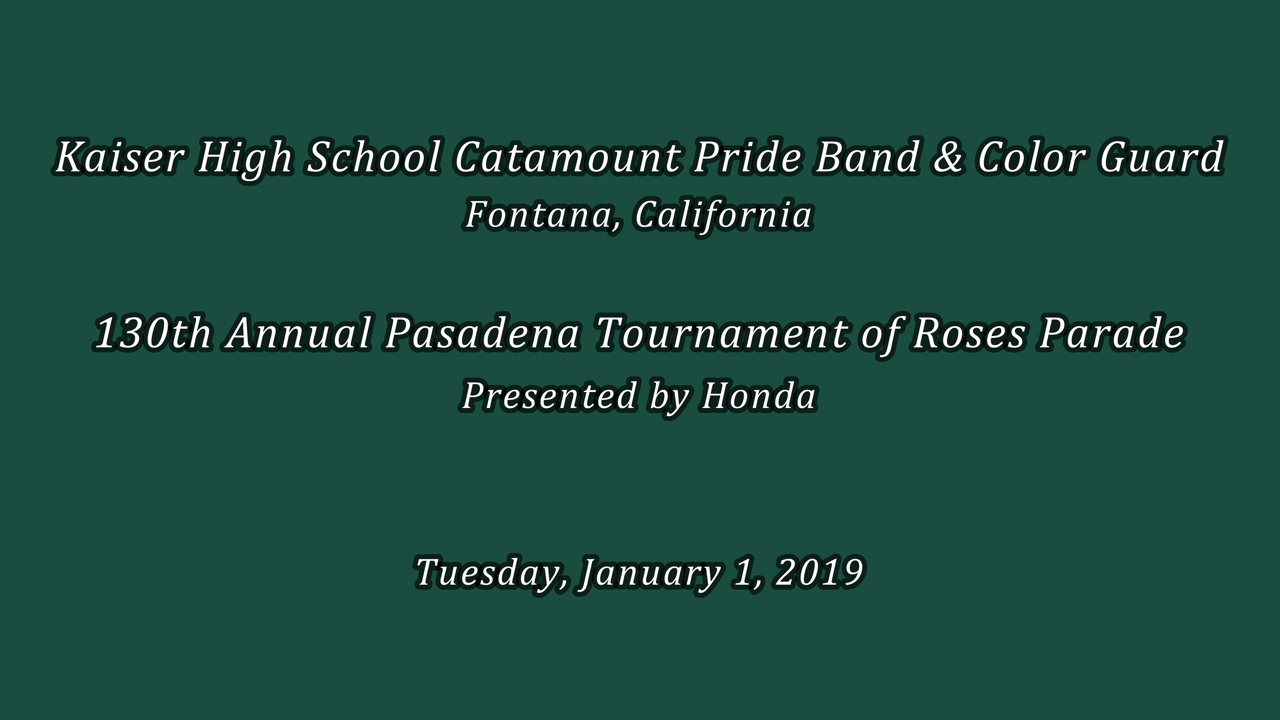 Kaiser High School Catamount Pride Band & Color Guard
Fontana, California
130th Annual Pasadena Tournament of Roses Parade
Presented by Honda
Tuesday, January 1, 2019